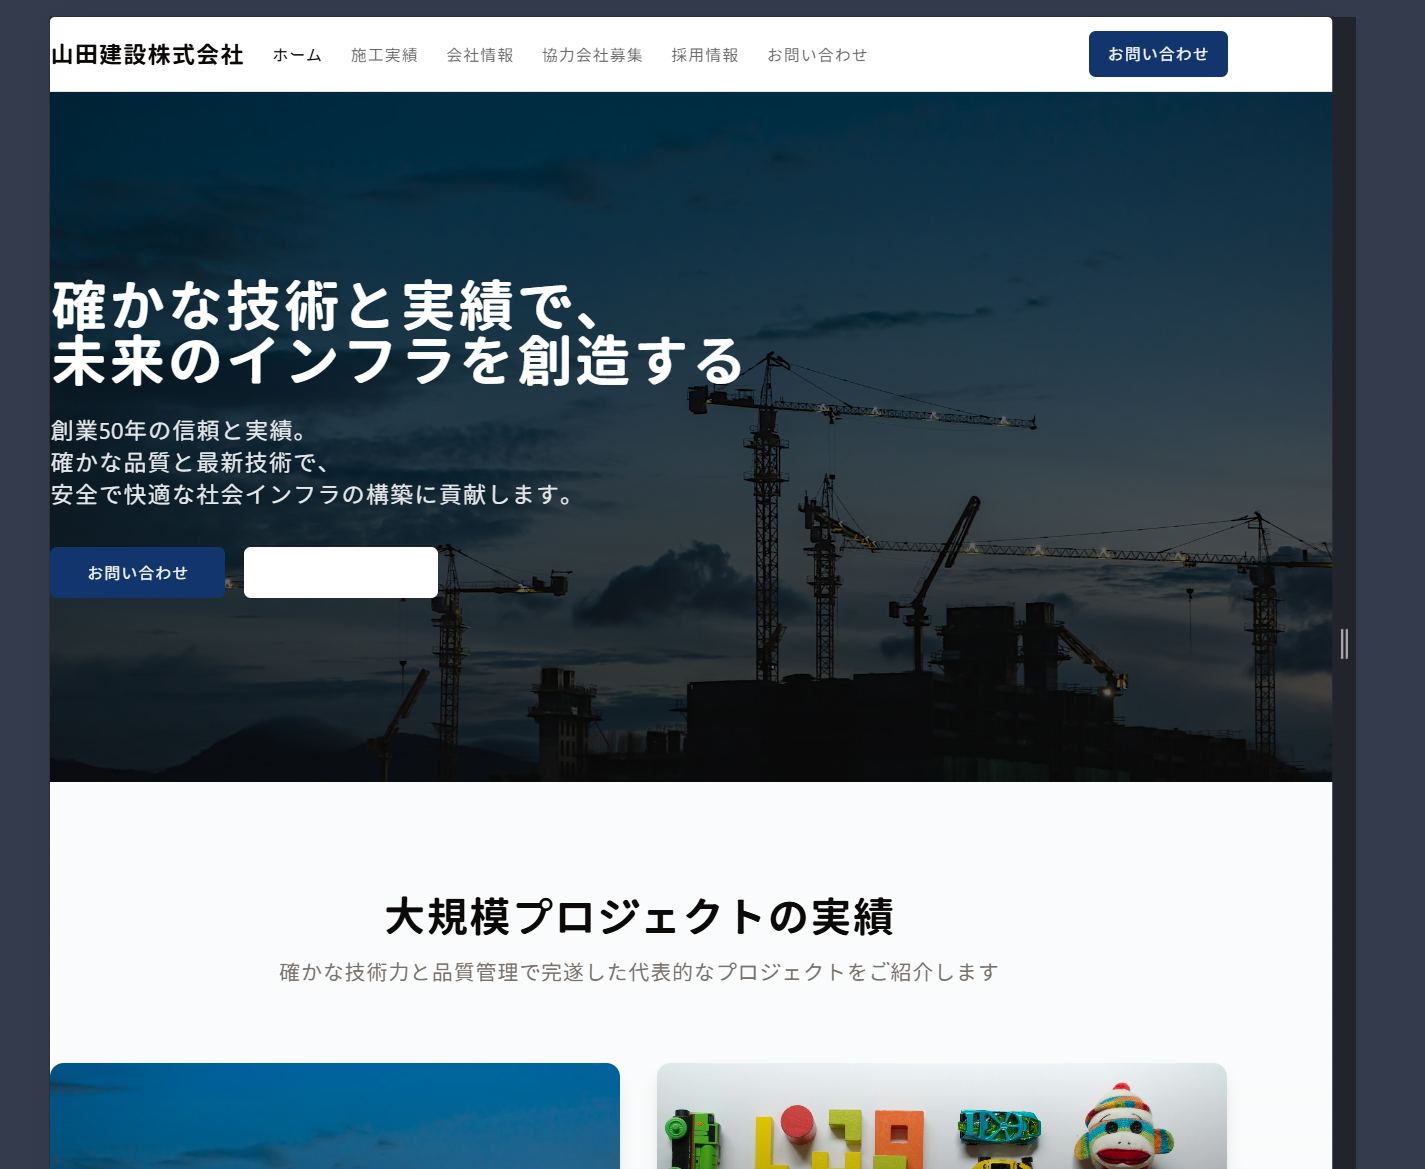 山田建設株式会社
ホーム
施工実績
会社情報
協力会社募集
採用情報
お問い合わせ
お問い合わせ
確かな技術と実績で、
未来のインフラを創造する
創業50年の信頼と実績。
確かな品質と最新技術で、
安全で快適な社会インフラの構築に貢献します。
お問い合わせ
大規模プロジェクトの実績
確かな技術力と品質管理で完遂した代表的なプロジェクトをご紹介します